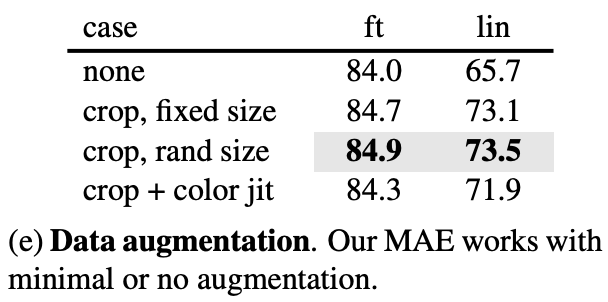 case ft lin
none 84.0 65.7
crop, fixed size 84.7 73.1
crop, rand size 84.9 73.5
crop + color jit 84.3 71.9
(e) Data augmentation. Our MAE works with
minimal or no augmentation.